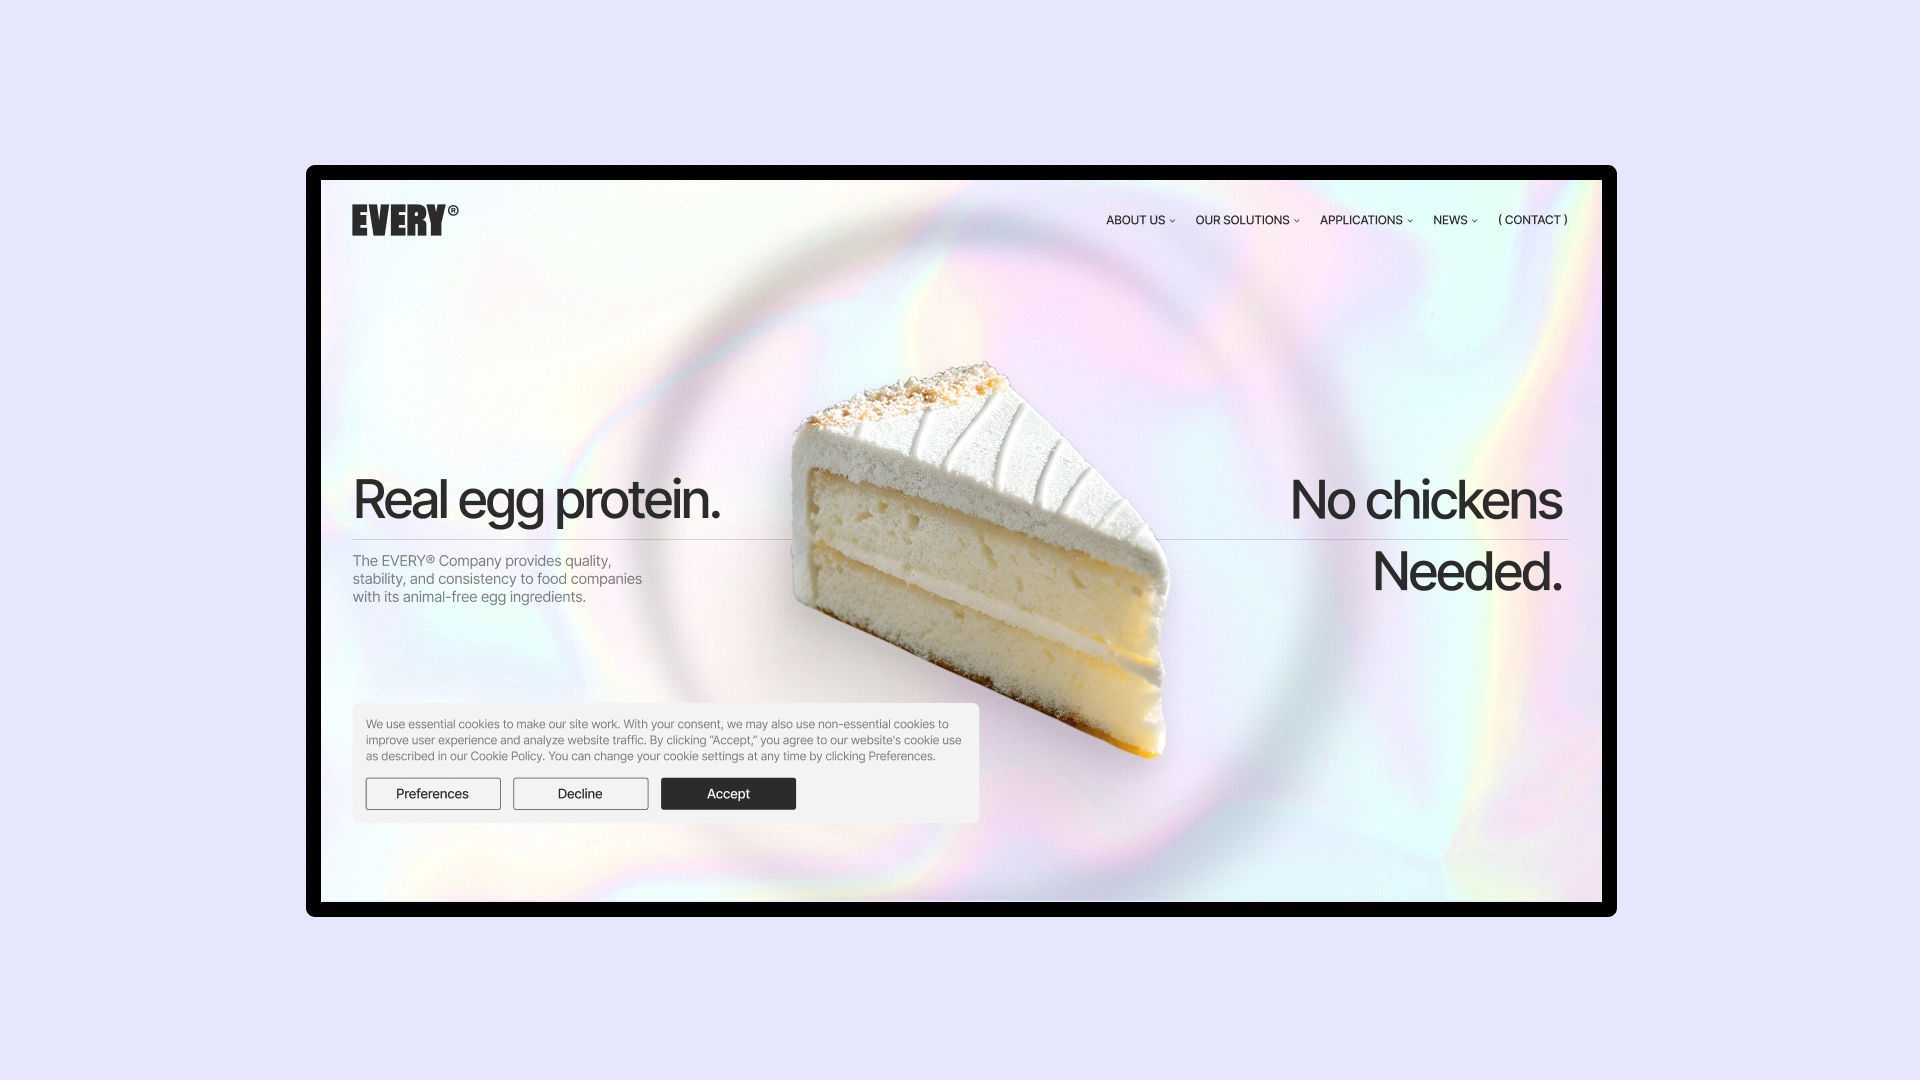 EVERY®
ABOUT US
OUR SOLUTIONS
APPLICATIONS
NEWS
( CONTACT )
Real egg protein.
No chickens
Needed.
The EVERY® Company provides quality,
stability, and consistency to food companies
with its animal-free egg ingredients.
We use essential cookies to make our site work. With your consent, we may also use non-essential cookies to
improve user experience and analyze website traffic. By clicking “Accept,” you agree to our website's cookie use
as described in our Cookie Policy. You can change your cookie settings at any time by clicking Preferences.
Preferences
Decline
Accept